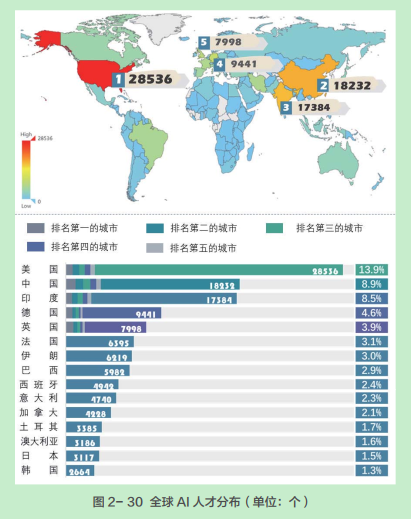 5 7998
4 9441
1 28536
2 18232
3 17384
High
28536
0
Low
排名第一的城市 排名第二的城市 排名第三的城市
排名第四的城市 排名第五的城市
美 国 28536 13.9%
中 国 18232 8.9%
印 度 17384 8.5%
德 国 9441 4.6%
英 国 7998 3.9%
法 国 6395 3.1%
伊 朗 6219 3.0%
巴 西 5982 2.9%
西 班 牙 4942 2.4%
意 大 利 4740 2.3%
加 拿 大 4228 2.1%
土 耳 其 3385 1.7%
澳大利亚 3186 1.6%
日 本 3117 1.5%
韩 国 2664 1.3%
图 2-30 全球 AI 人才分布（单位：个）